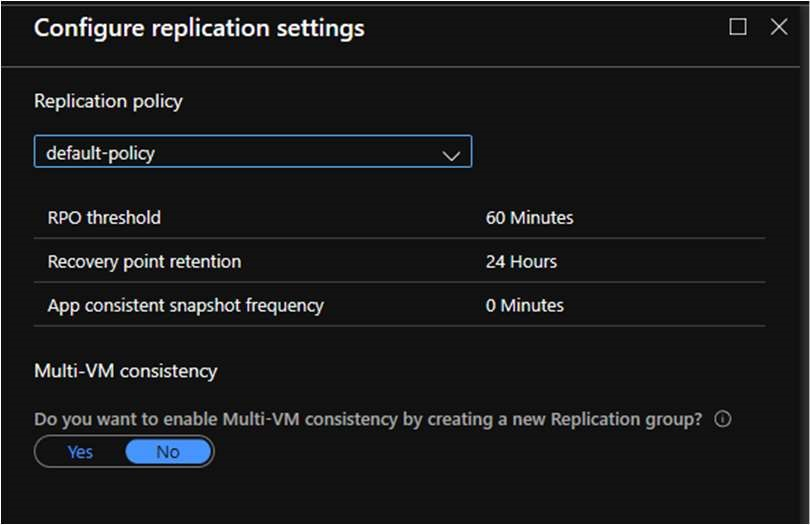 Configure replication settings
Replication policy
default-policy
RPO threshold 60 Minutes
Recovery point retention 24 Hours
App consistent snapshot frequency 0 Minutes
Multi-VM consistency
Do you want to enable Multi-VM consistency by creating a new Replication group?
Yes No